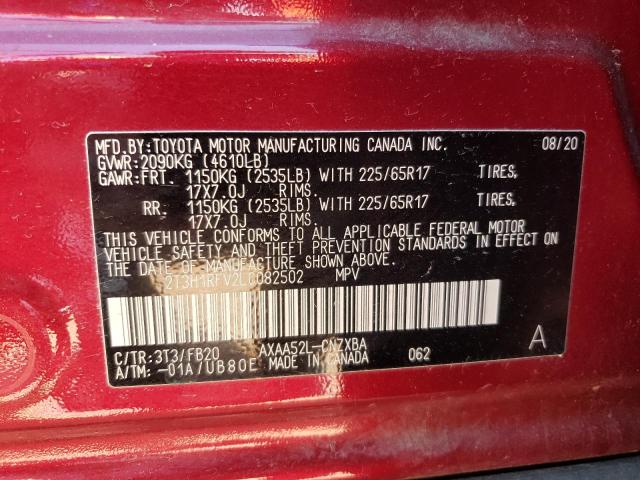 MFD.BY:TOYOTA MOTOR MANUFACTURING CANADA INC. 08/20
GVWR:2090KG (4610LB)
GAWR:FRT. 1150KG (2535LB) WITH 225/65R17 TIRES,
17X7.0J RIMS.
RR. 1150KG (2535LB) WITH 225/65R17 TIRES,
17X7.0J RIMS.
THIS VEHICLE CONFORMS TO ALL APPLICABLE FEDERAL MOTOR
VEHICLE SAFETY AND THEFT PREVENTION STANDARDS IN EFFECT ON
THE DATE OF MANUFACTURE SHOWN ABOVE.
MPV
C/TR:3T3/FB20 AXAA52L-CNZXBA A
A/TM:-01A/UB80E MADE IN CANADA 062